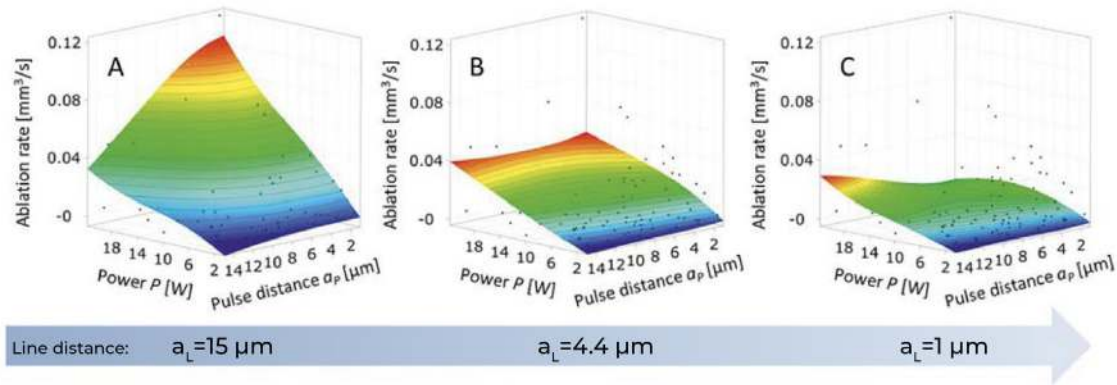 A
Ablation rate [mm³/s]
0.12
0.08
0.04
-0
18 14 10 6 2
Power P [W]
14 12 10 8 6 4 2
Pulse distance aₚ [µm]
B
Ablation rate [mm³/s]
0.12
0.08
0.04
-0
18 14 10 6 2
Power P [W]
14 12 10 8 6 4 2
Pulse distance aₚ [µm]
C
Ablation rate [mm³/s]
0.12
0.08
0.04
-0
18 14 10 6 2
Power P [W]
14 12 10 8 6 4 2
Pulse distance aₚ [µm]
Line distance: a_L=15 µm a_L=4.4 µm a_L=1 µm